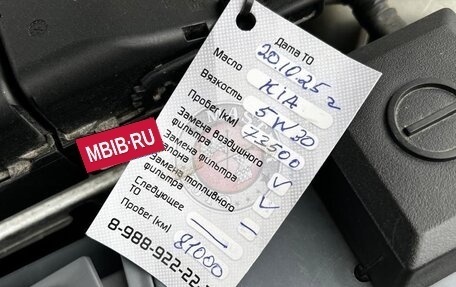 Дата ТО 20.10.25 г
Масло KIA
Вязкость 5W30
Пробег (км) 73500
Замена воздушного
фильтра V
Замена фильтра
салона V
Замена топливного
фильтра —
Следующее
ТО —
Пробег (км) 81000
8-988-922-22
MBIB·RU